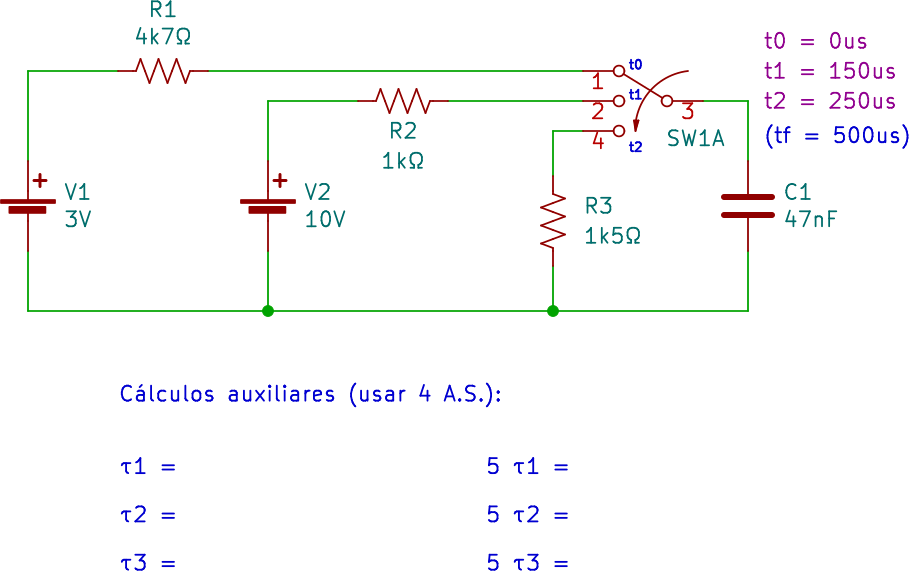 R1
4k7Ω
t0 = 0us
t0
t1 = 150us
1
t1
t2 = 250us
2
3
R2
4
SW1A
(tf = 500us)
t2
1kΩ
V1
V2
C1
3V
10V
R3
47nF
1k5Ω
Cálculos auxiliares (usar 4 A.S.):
τ1 =
5 τ1 =
τ2 =
5 τ2 =
τ3 =
5 τ3 =